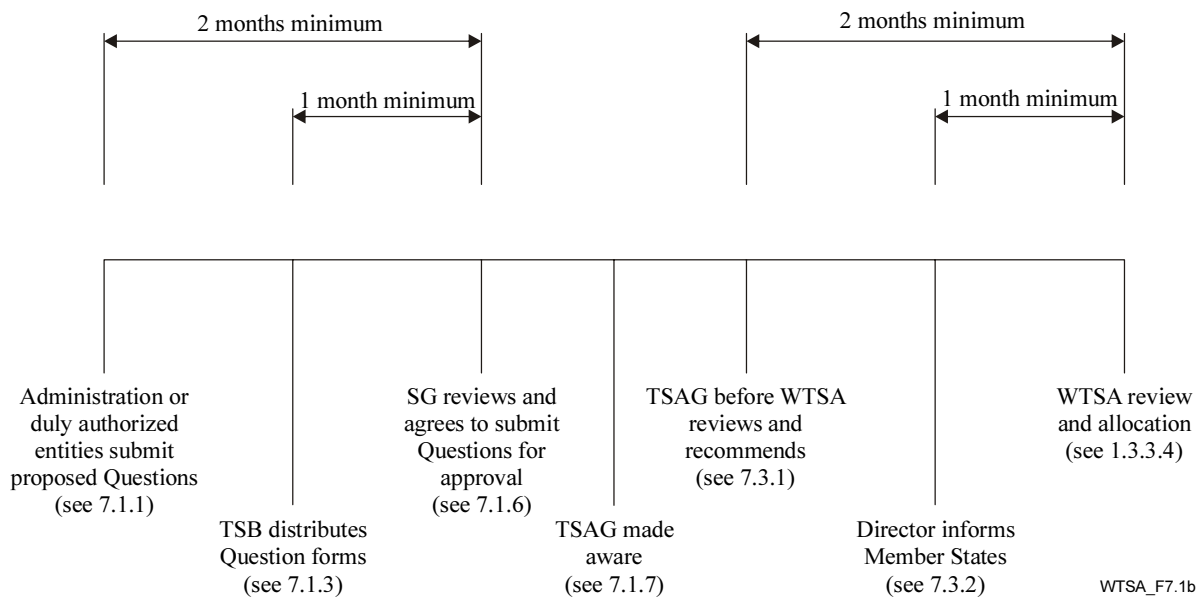 2 months minimum
2 months minimum
1 month minimum
1 month minimum
Administration or
duly authorized
entities submit
proposed Questions
(see 7.1.1)
TSB distributes
Question forms
(see 7.1.3)
SG reviews and
agrees to submit
Questions for
approval
(see 7.1.6)
TSAG made
aware
(see 7.1.7)
TSAG before WTSA
reviews and
recommends
(see 7.3.1)
Director informs
Member States
(see 7.3.2)
WTSA review
and allocation
(see 1.3.3.4)
WTSA_F7.1b